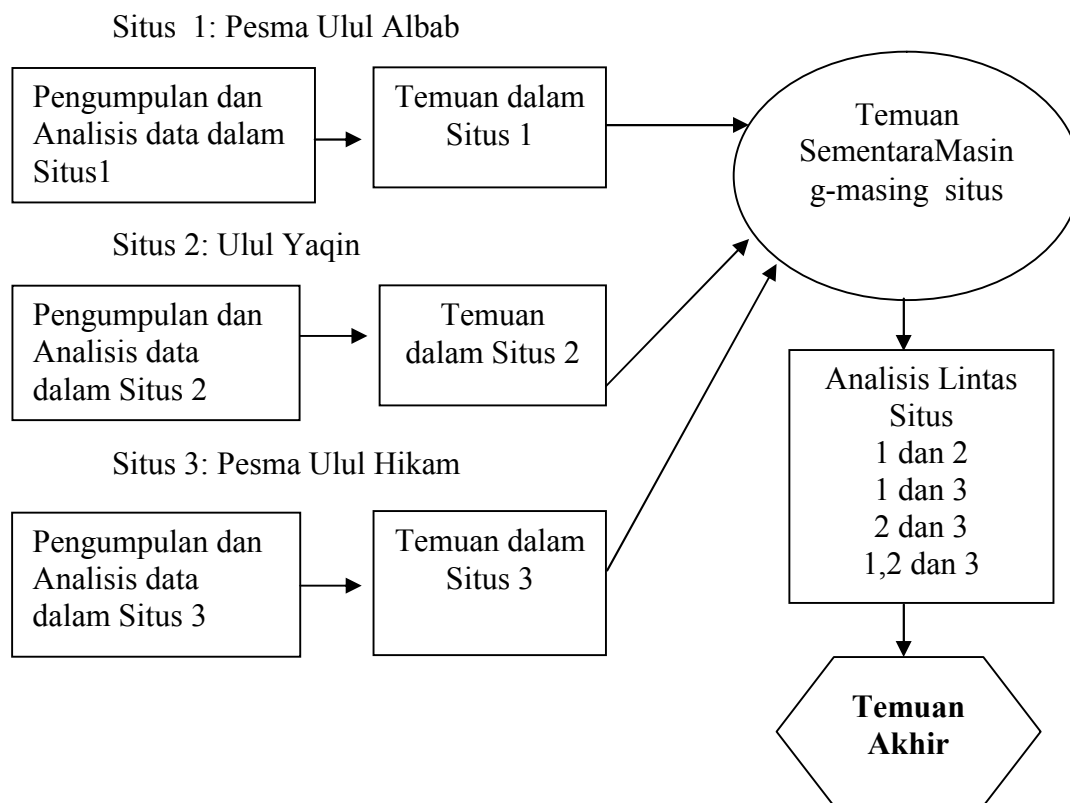 Situs 1: Pesma Ulul Albab
Pengumpulan dan
Analisis data dalam
Situs1
Temuan dalam
Situs 1
Temuan
SementaraMasin
g-masing situs
Situs 2: Ulul Yaqin
Pengumpulan dan
Analisis data
dalam Situs 2
Temuan
dalam Situs 2
Analisis Lintas
Situs
1 dan 2
1 dan 3
2 dan 3
1,2 dan 3
Situs 3: Pesma Ulul Hikam
Pengumpulan dan
Analisis data
dalam Situs 3
Temuan dalam
Situs 3
Temuan
Akhir